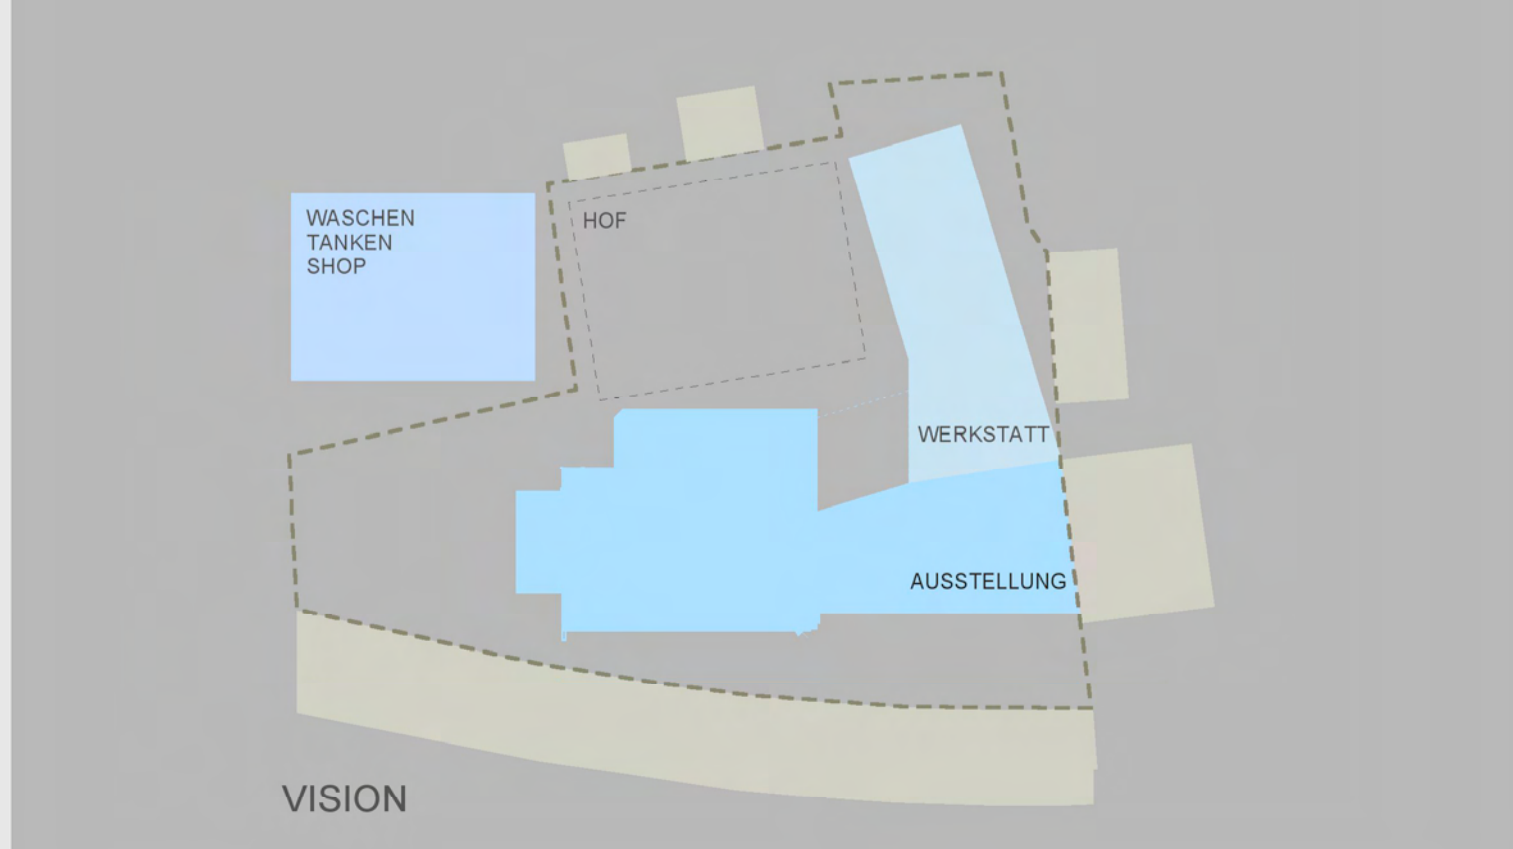 WASCHEN
TANKEN
SHOP
HOF
WERKSTATT
AUSSTELLUNG
VISION